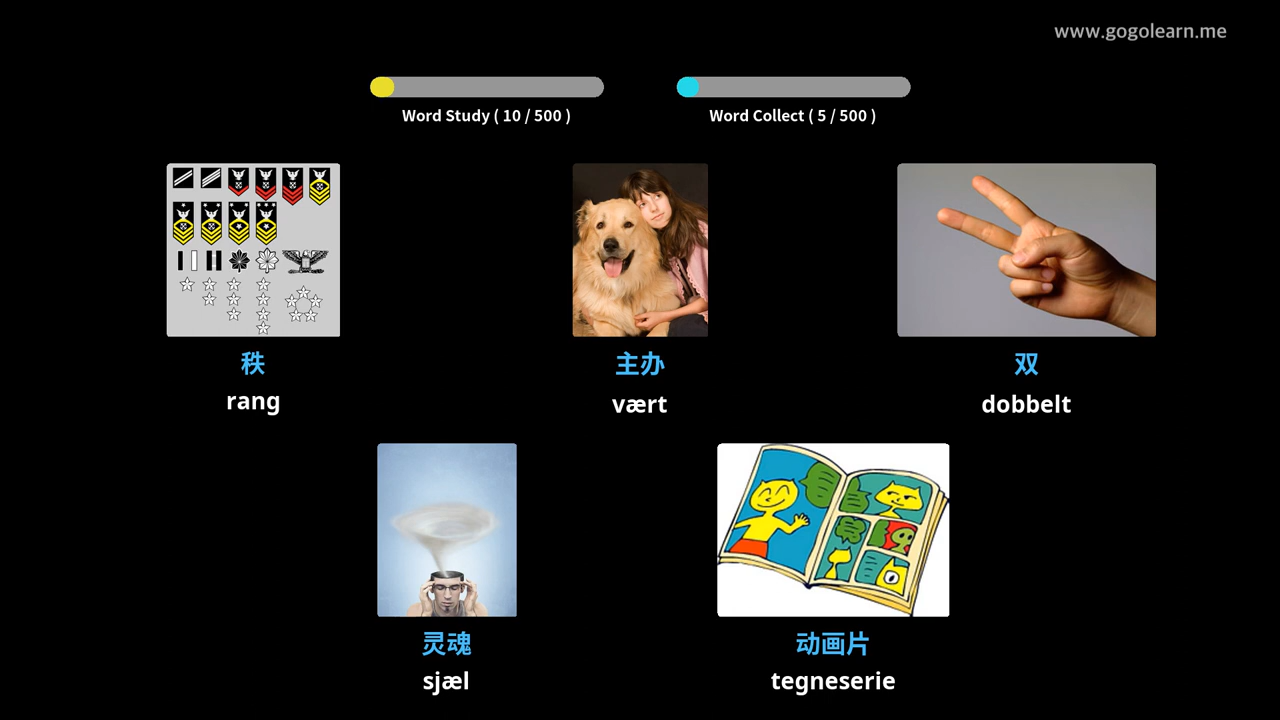 www.gogolearn.me
Word Study ( 10 / 500 )
Word Collect ( 5 / 500 )
秩
rang
主办
vært
双
dobbelt
灵魂
sjæl
动画片
tegneserie